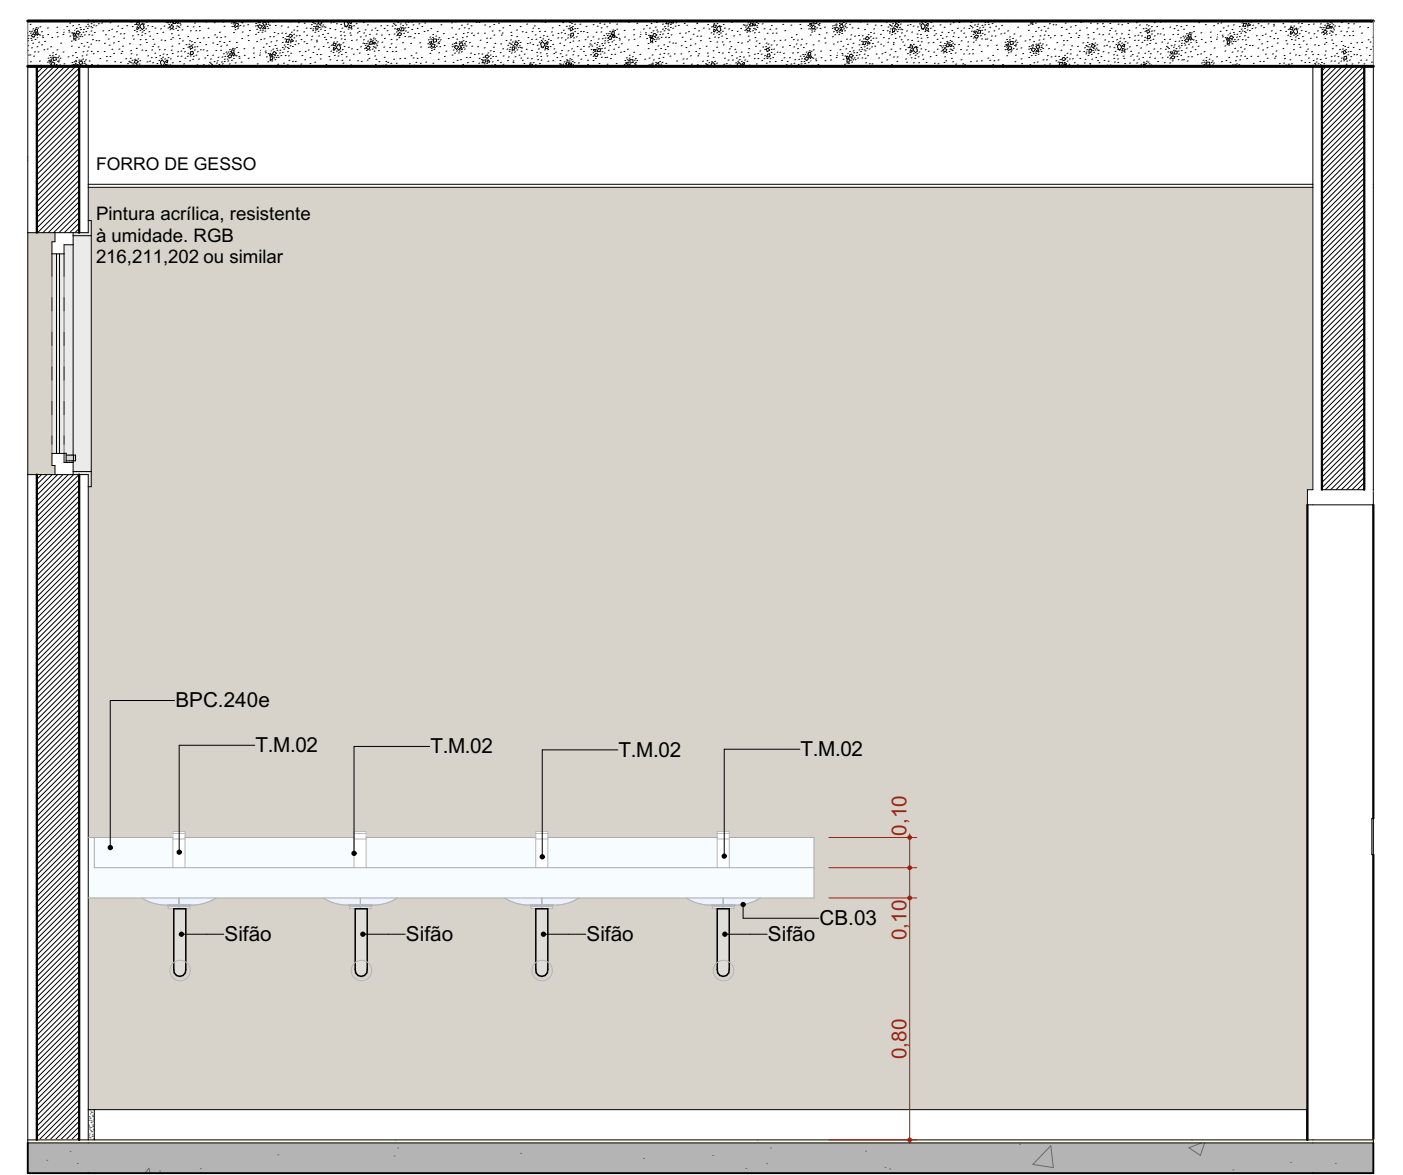 FORRO DE GESSO
Pintura acrílica, resistente
à umidade. RGB
216,211,202 ou similar
BPC.240e
T.M.02
T.M.02
T.M.02
T.M.02
0,10
CB.03
0,10
Sifão
Sifão
Sifão
Sifão
0,80